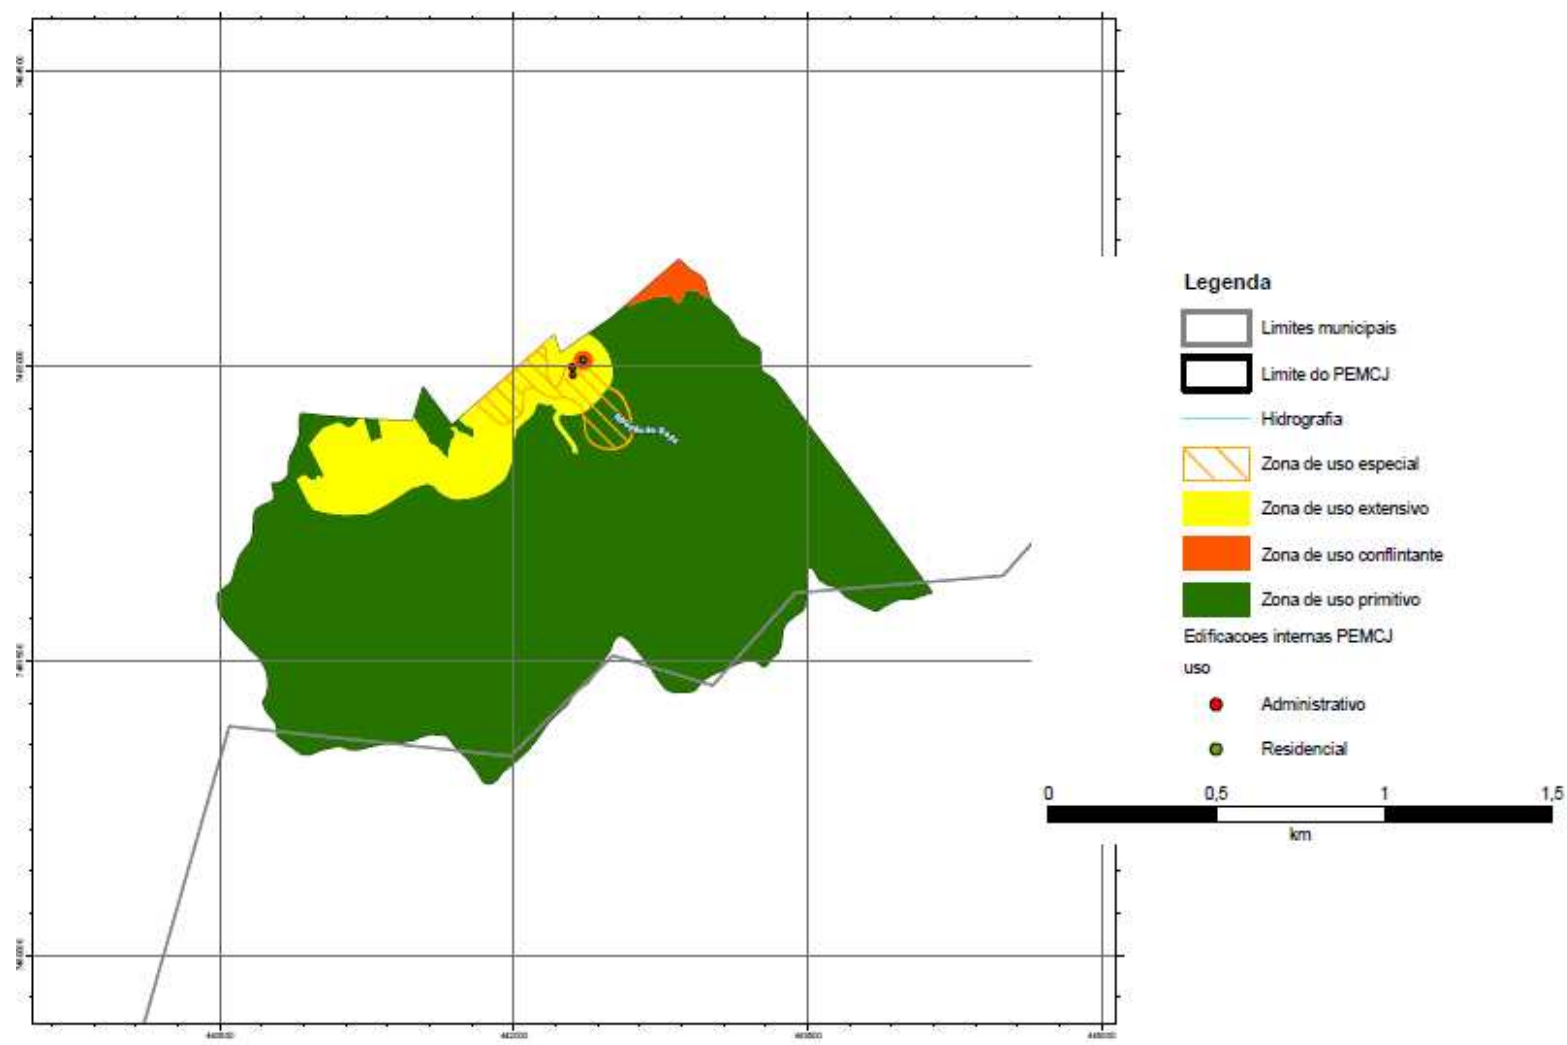 Legenda
Limites municipais
Limite do PEMCJ
Hidrografia
Zona de uso especial
Zona de uso extensivo
Zona de uso conflintante
Zona de uso primitivo
Edificacoes internas PEMCJ
uso
Administrativo
Residencial
0 0,5 1 1,5
km